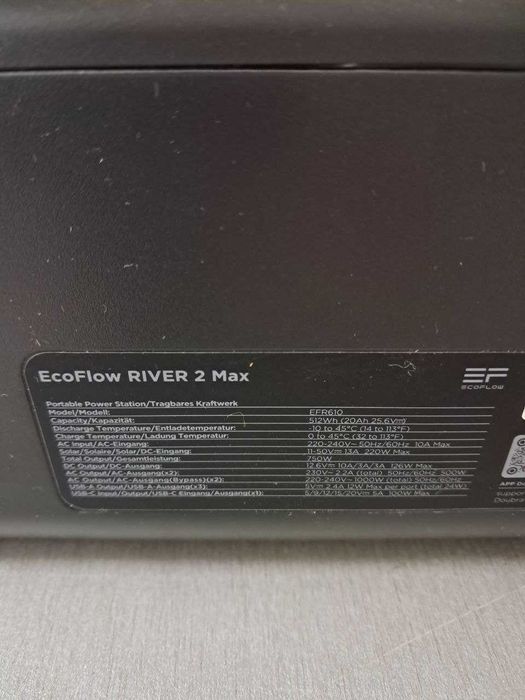 EcoFlow RIVER 2 Max
EF
ECOFLOW
Portable Power Station/Tragbares Kraftwerk
Model/Modell: EFR610
Capacity/Kapazität: 512Wh (20Ah 25.6V⎓)
Discharge Temperature/Entladetemperatur: -10 to 45°C (14 to 113°F)
Charge Temperature/Ladung Temperatur: 0 to 45°C (32 to 113°F)
AC Input/AC-Eingang: 220-240V~ 50Hz/60Hz 10A Max
Solar/Solaire/Solar/DC-Eingang: 11-50V⎓ 13A 220W Max
Total Output/Gesamtleistung: 750W
DC Output/DC-Ausgang: 12.6V⎓ 10A/3A/3A 126W Max
AC Output/AC-Ausgang(x2): 230V~ 2.2A (total) 50Hz/60Hz 500W
AC Output/AC-Ausgang(Bypass)(x2): 220-240V~ 1000W (total) 50Hz/60Hz
USB-A Output/USB-A-Ausgang(x3): 5V⎓ 2.4A 12W Max per port (total 24W)
USB-C Input/Output/USB-C Eingang/Ausgang(x1): 5/9/12/15/20V⎓ 5A 100W Max
APP Do
suppor
Doubra